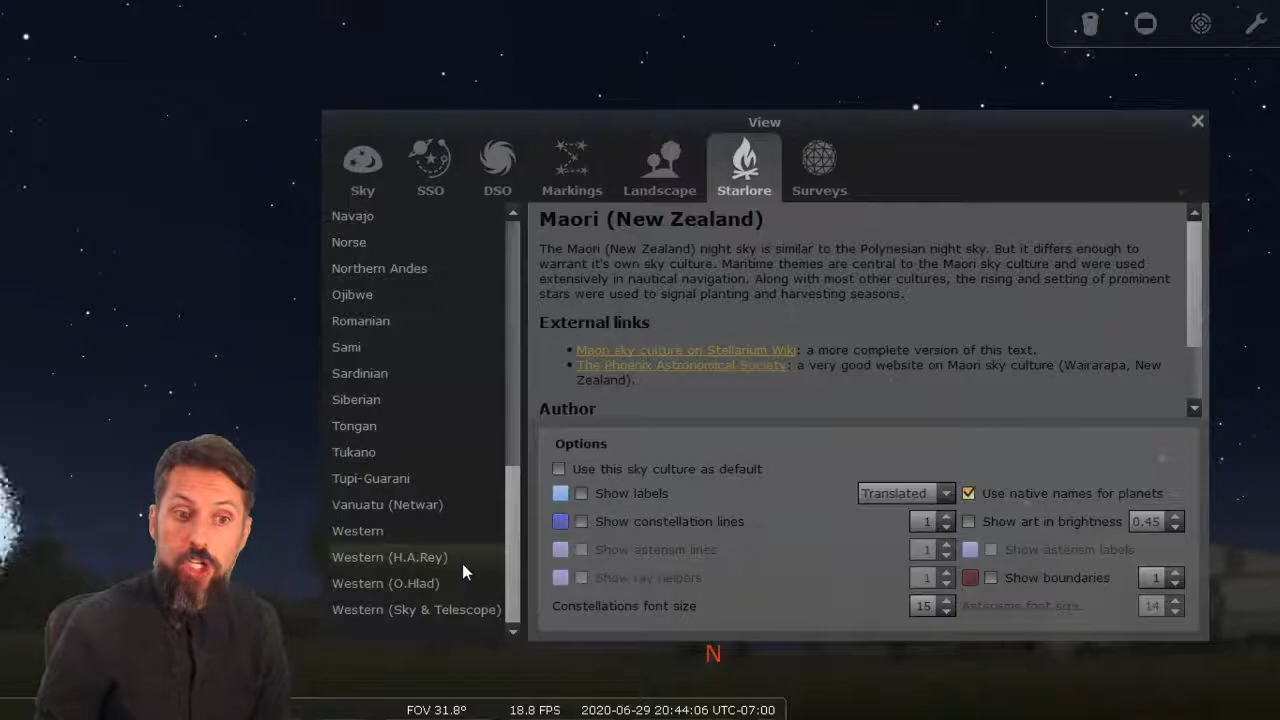 View
Sky SSO DSO Markings Landscape Starlore Surveys
Navajo
Norse
Northern Andes
Ojibwe
Romanian
Sami
Sardinian
Siberian
Tongan
Tukano
Tupi-Guarani
Vanuatu (Netwar)
Western
Western (H.A.Rey)
Western (O.Hlad)
Western (Sky & Telescope)
Maori (New Zealand)
The Maori (New Zealand) night sky is similar to the Polynesian night sky. But it differs enough to
warrant it's own sky culture. Maritime themes are central to the Maori sky culture and were used
extensively in nautical navigation. Along with most other cultures, the rising and setting of prominent
stars were used to signal planting and harvesting seasons.
External links
• Maori sky culture on Stellarium Wiki: a more complete version of this text.
• The Phoenix Astronomical Society: a very good website on Maori sky culture (Wairarapa, New
Zealand).
Author
Options
Use this sky culture as default
Show labels Translated Use native names for planets
Show constellation lines 1 Show art in brightness 0.45
Show asterism lines 1 Show asterism labels
Show ray helpers 1 Show boundaries 1
Constellations font size 15 Asterisms font size 14
N
FOV 31.8° 18.8 FPS 2020-06-29 20:44:06 UTC-07:00